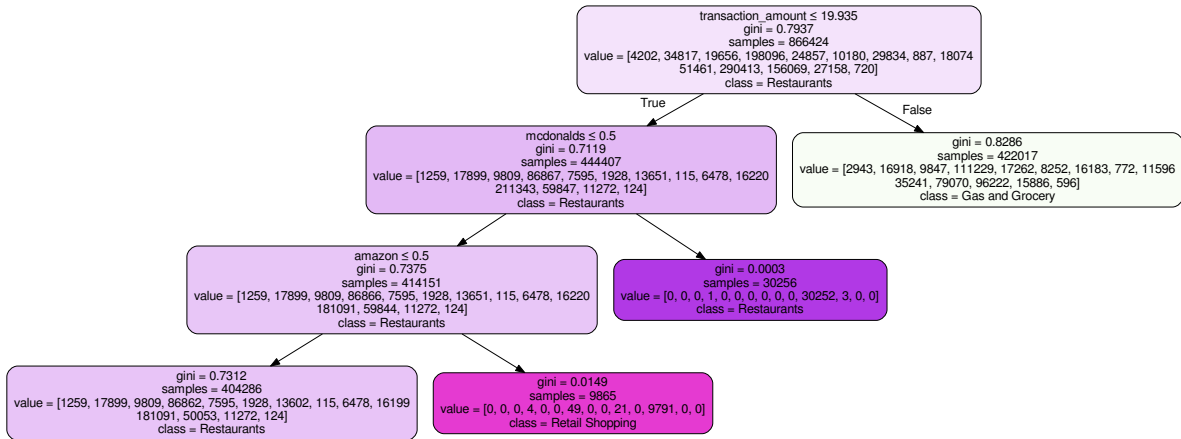 transaction_amount ≤ 19.935
gini = 0.7937
samples = 866424
value = [4202, 34817, 19656, 198096, 24857, 10180, 29834, 887, 18074
51461, 290413, 156069, 27158, 720]
class = Restaurants
True
False
mcdonalds ≤ 0.5
gini = 0.7119
samples = 444407
value = [1259, 17899, 9809, 86867, 7595, 1928, 13651, 115, 6478, 16220
211343, 59847, 11272, 124]
class = Restaurants
gini = 0.8286
samples = 422017
value = [2943, 16918, 9847, 111229, 17262, 8252, 16183, 772, 11596
35241, 79070, 96222, 15886, 596]
class = Gas and Grocery
amazon ≤ 0.5
gini = 0.7375
samples = 414151
value = [1259, 17899, 9809, 86866, 7595, 1928, 13651, 115, 6478, 16220
181091, 59844, 11272, 124]
class = Restaurants
gini = 0.0003
samples = 30256
value = [0, 0, 0, 1, 0, 0, 0, 0, 0, 0, 30252, 3, 0, 0]
class = Restaurants
gini = 0.7312
samples = 404286
value = [1259, 17899, 9809, 86862, 7595, 1928, 13602, 115, 6478, 16199
181091, 50053, 11272, 124]
class = Restaurants
gini = 0.0149
samples = 9865
value = [0, 0, 0, 4, 0, 0, 49, 0, 0, 21, 0, 9791, 0, 0]
class = Retail Shopping